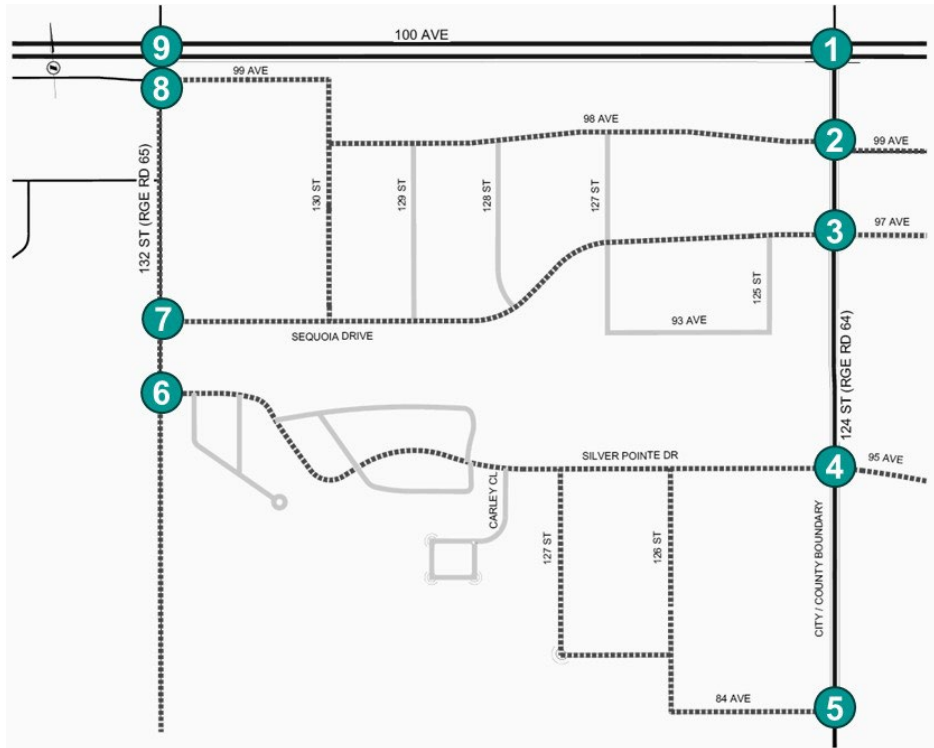 100 AVE
9
1
99 AVE
8
98 AVE
2
99 AVE
132 ST (RGE RD 65)
130 ST
129 ST
128 ST
127 ST
3
97 AVE
125 ST
7
SEQUOIA DRIVE
93 AVE
124 ST (RGE RD 64)
6
SILVER POINTE DR
4
95 AVE
CARLEY CL
127 ST
126 ST
CITY / COUNTY BOUNDARY
84 AVE
5